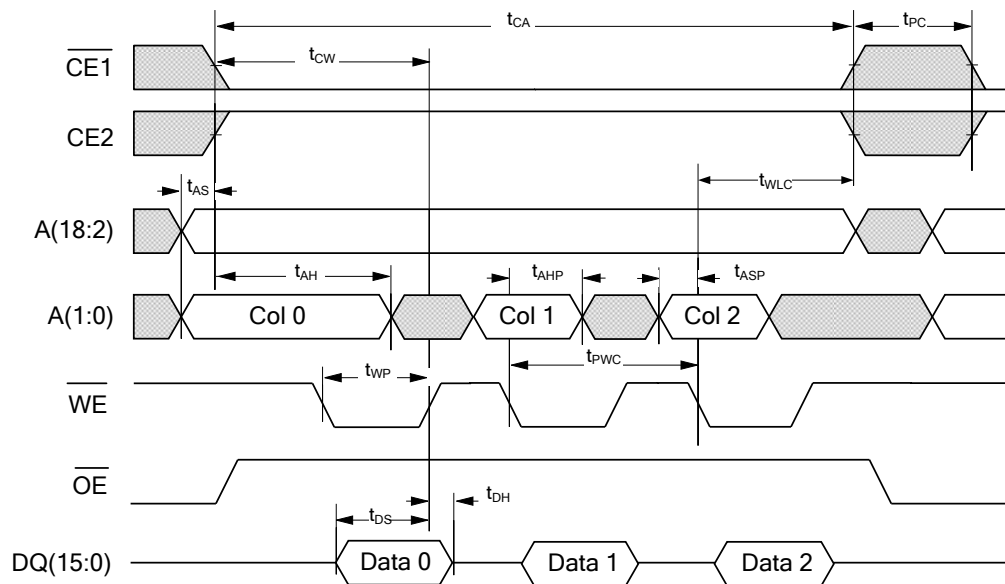 tCA
tPC
CE1
tCW
CE2
tAS
tWLC
A(18:2)
tAH
tAHP
tASP
A(1:0)
Col 0
Col 1
Col 2
tPWC
tWP
WE
OE
tDH
tDS
DQ(15:0)
Data 0
Data 1
Data 2